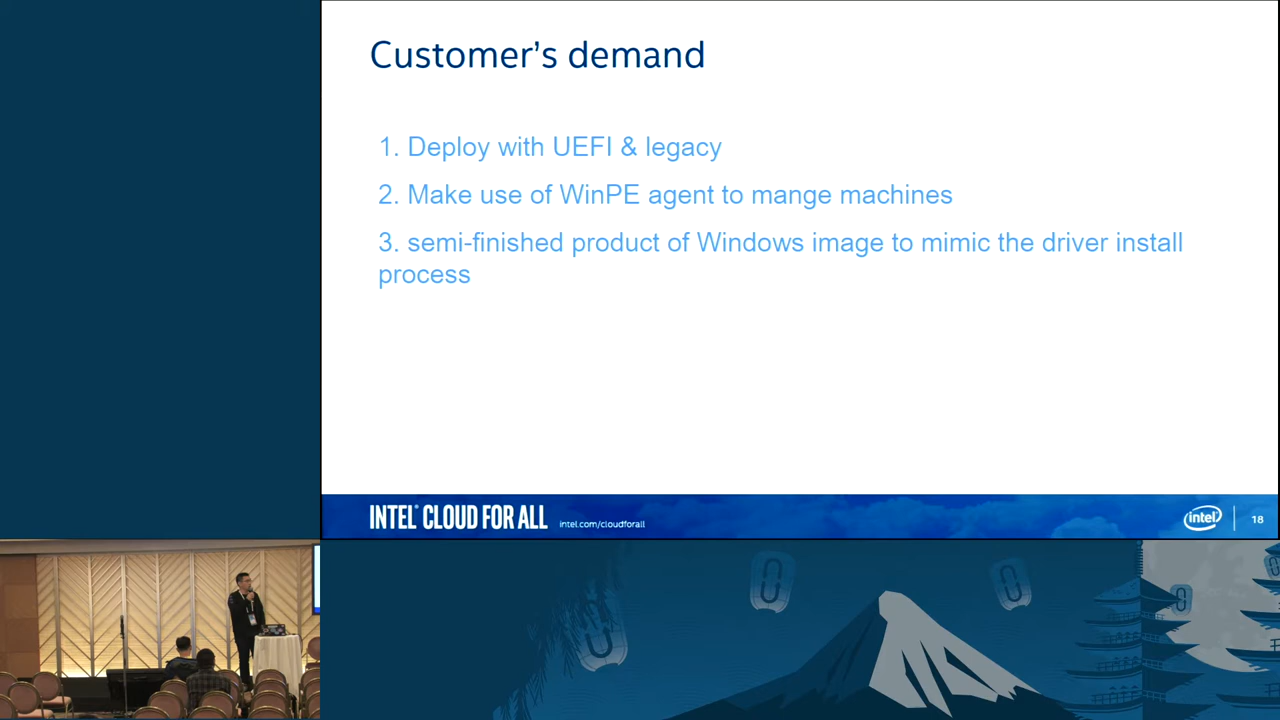 Customer’s demand
1. Deploy with UEFI & legacy
2. Make use of WinPE agent to mange machines
3. semi-finished product of Windows image to mimic the driver install
process
INTEL® CLOUD FOR ALL intel.com/cloudforall
intel 18